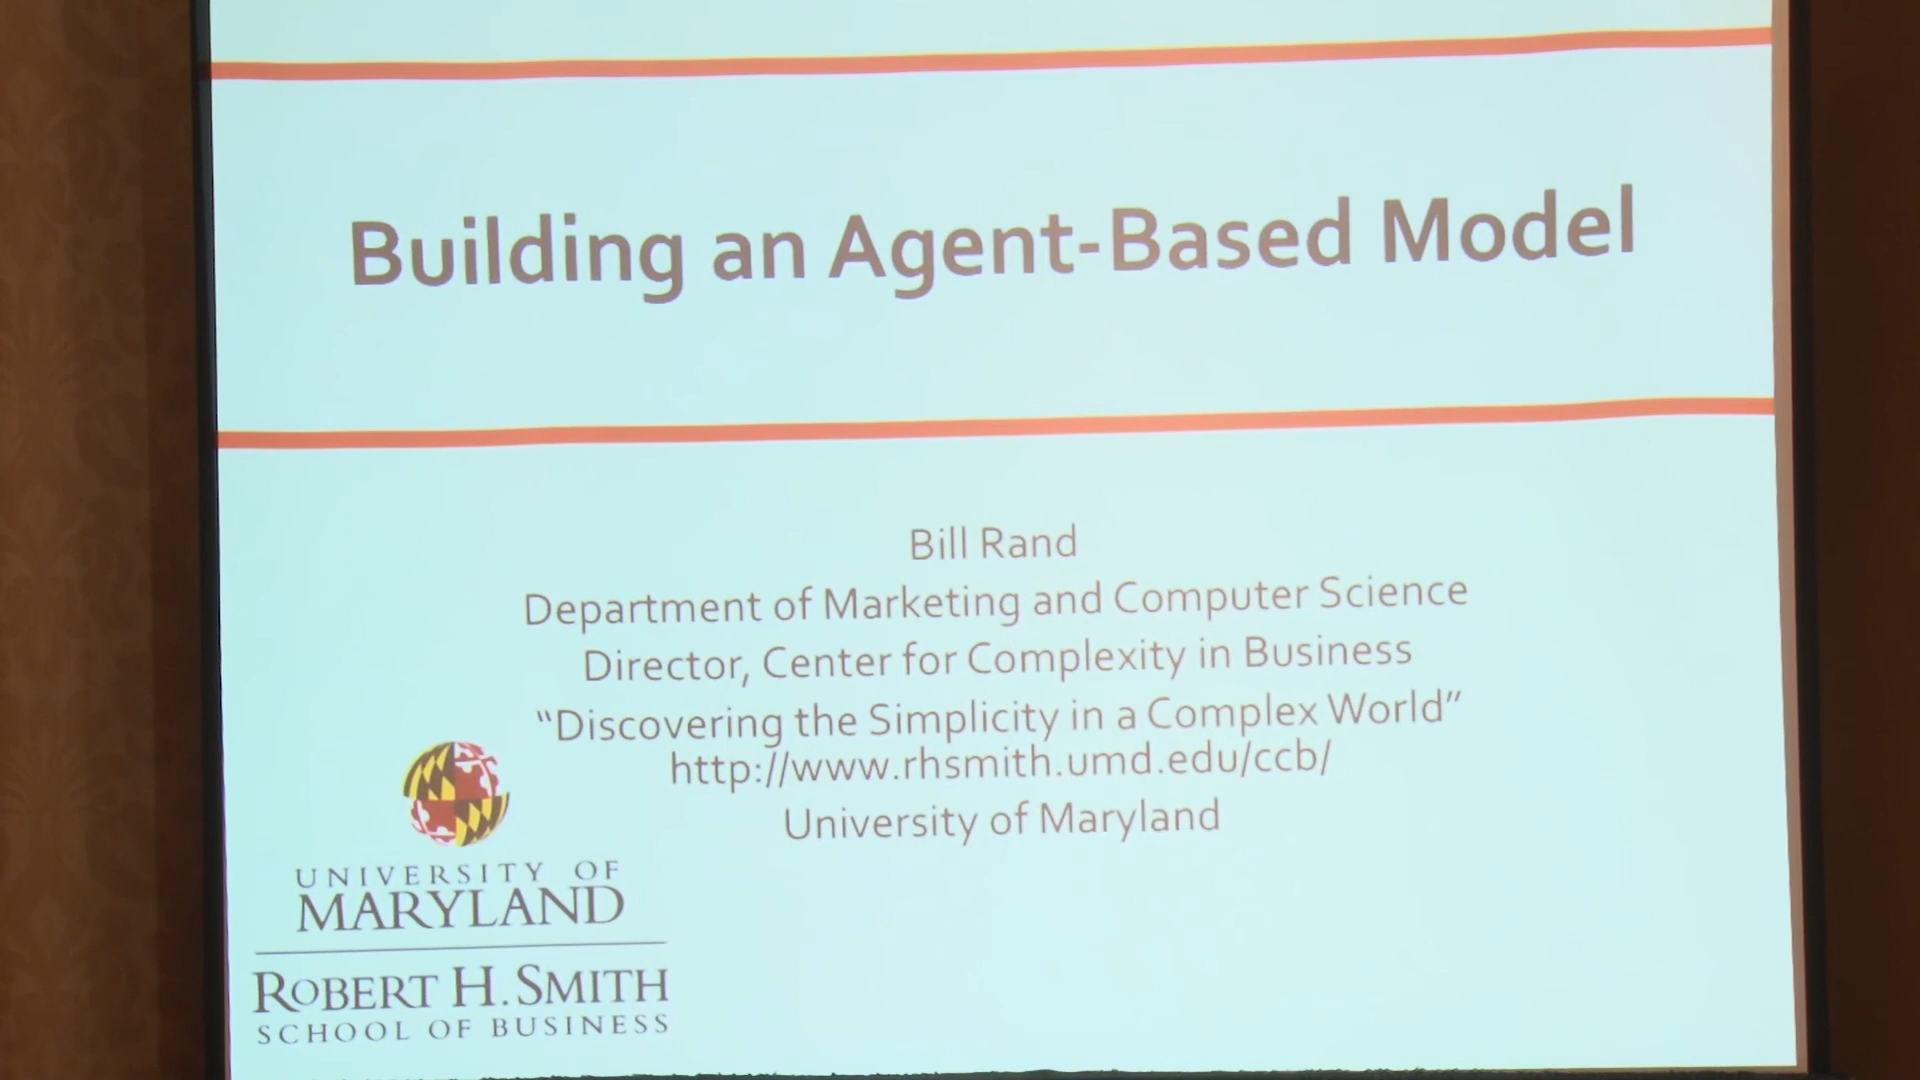 Building an Agent-Based Model
Bill Rand
Department of Marketing and Computer Science
Director, Center for Complexity in Business
“Discovering the Simplicity in a Complex World”
http://www.rhsmith.umd.edu/ccb/
University of Maryland
UNIVERSITY OF
MARYLAND
ROBERT H. SMITH
SCHOOL OF BUSINESS